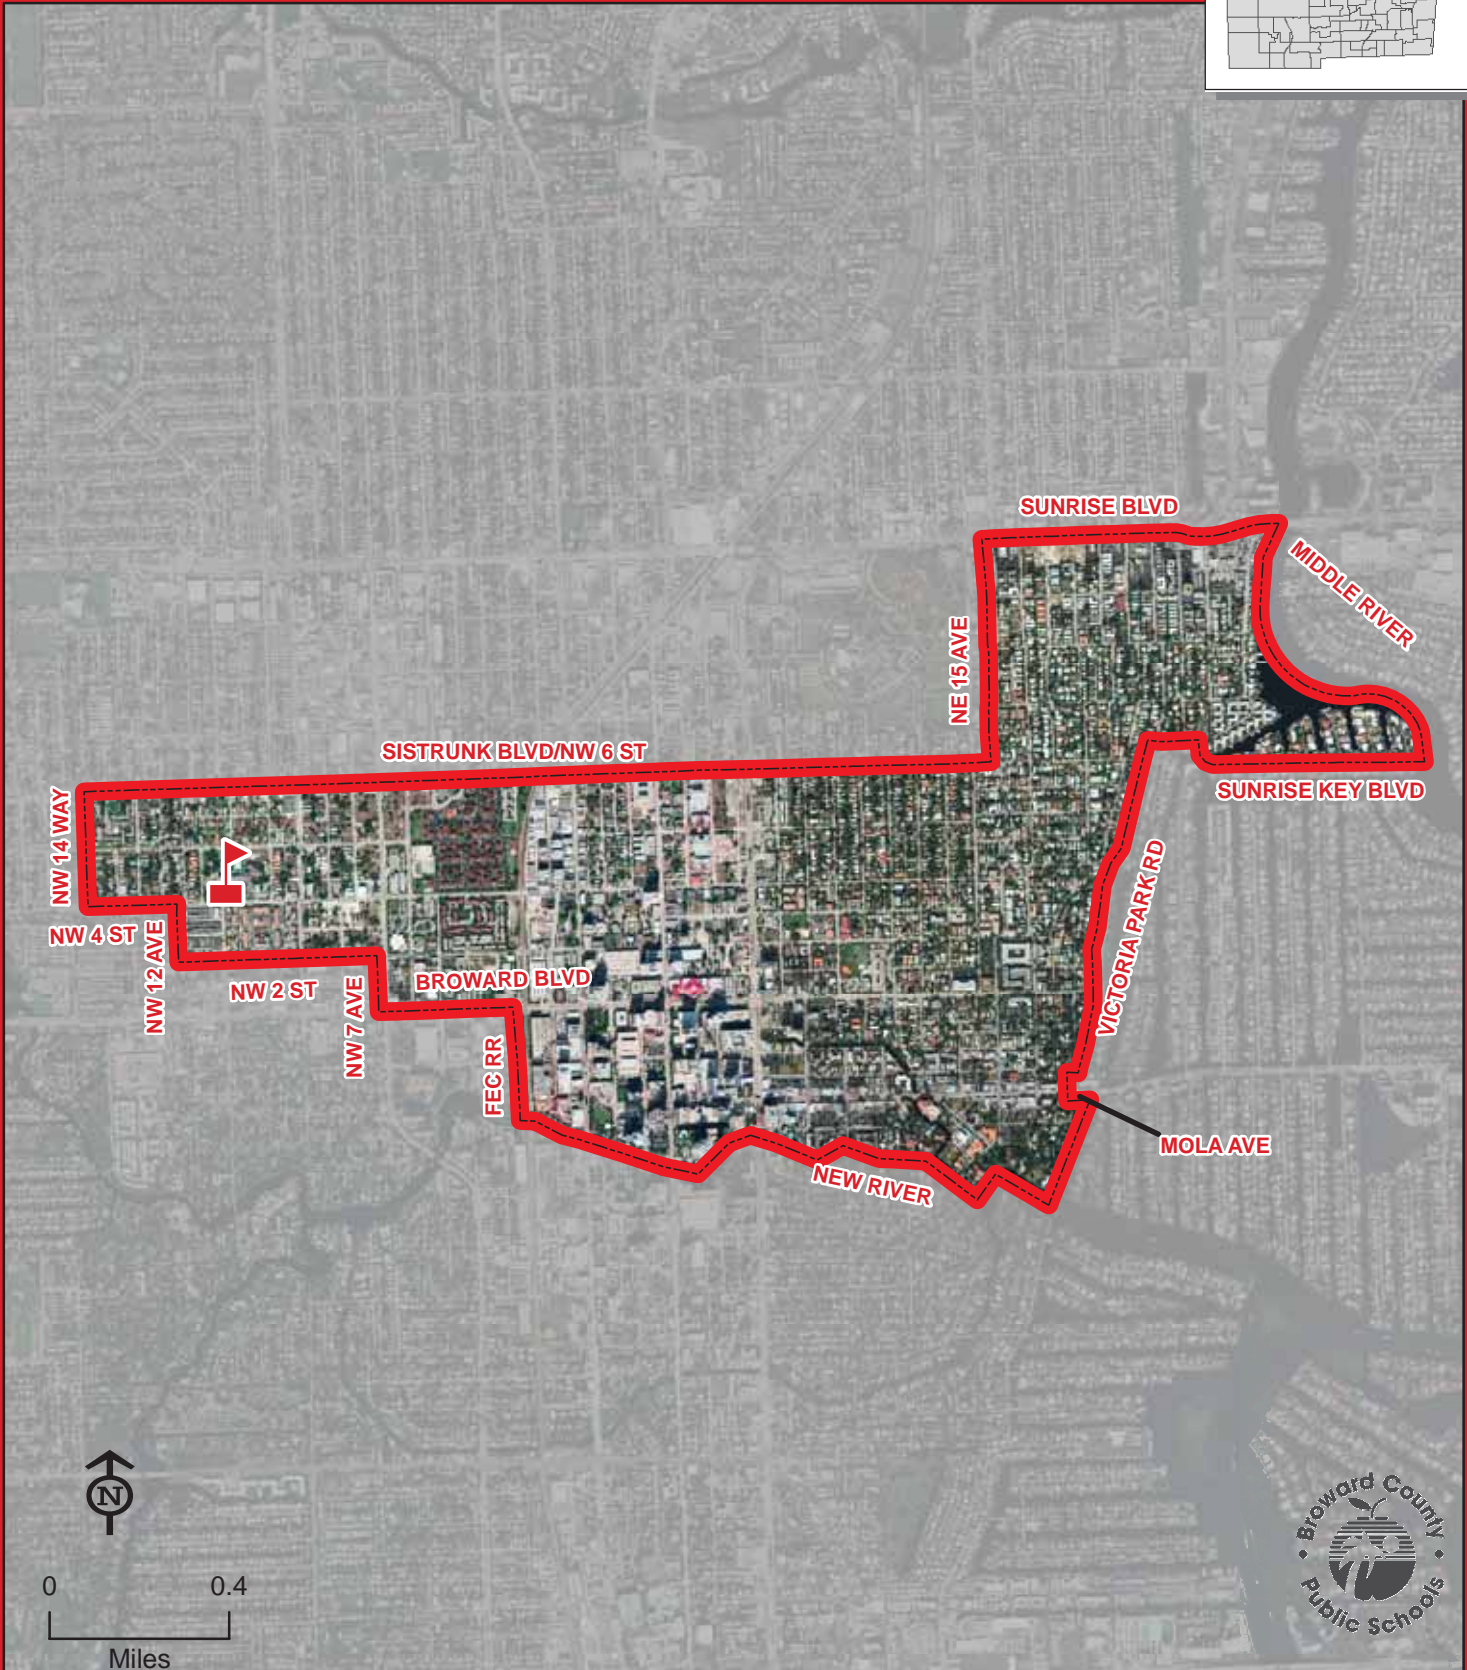 SUNRISE BLVD
MIDDLE RIVER
NE 15 AVE
SISTRUNK BLVD/NW 6 ST
SUNRISE KEY BLVD
NW 14 WAY
VICTORIA PARK RD
NW 4 ST
NW 12 AVE
NW 2 ST
BROWARD BLVD
NW 7 AVE
FEC RR
MOLA AVE
NEW RIVER
N
Broward County
Public Schools
0 0.4
Miles